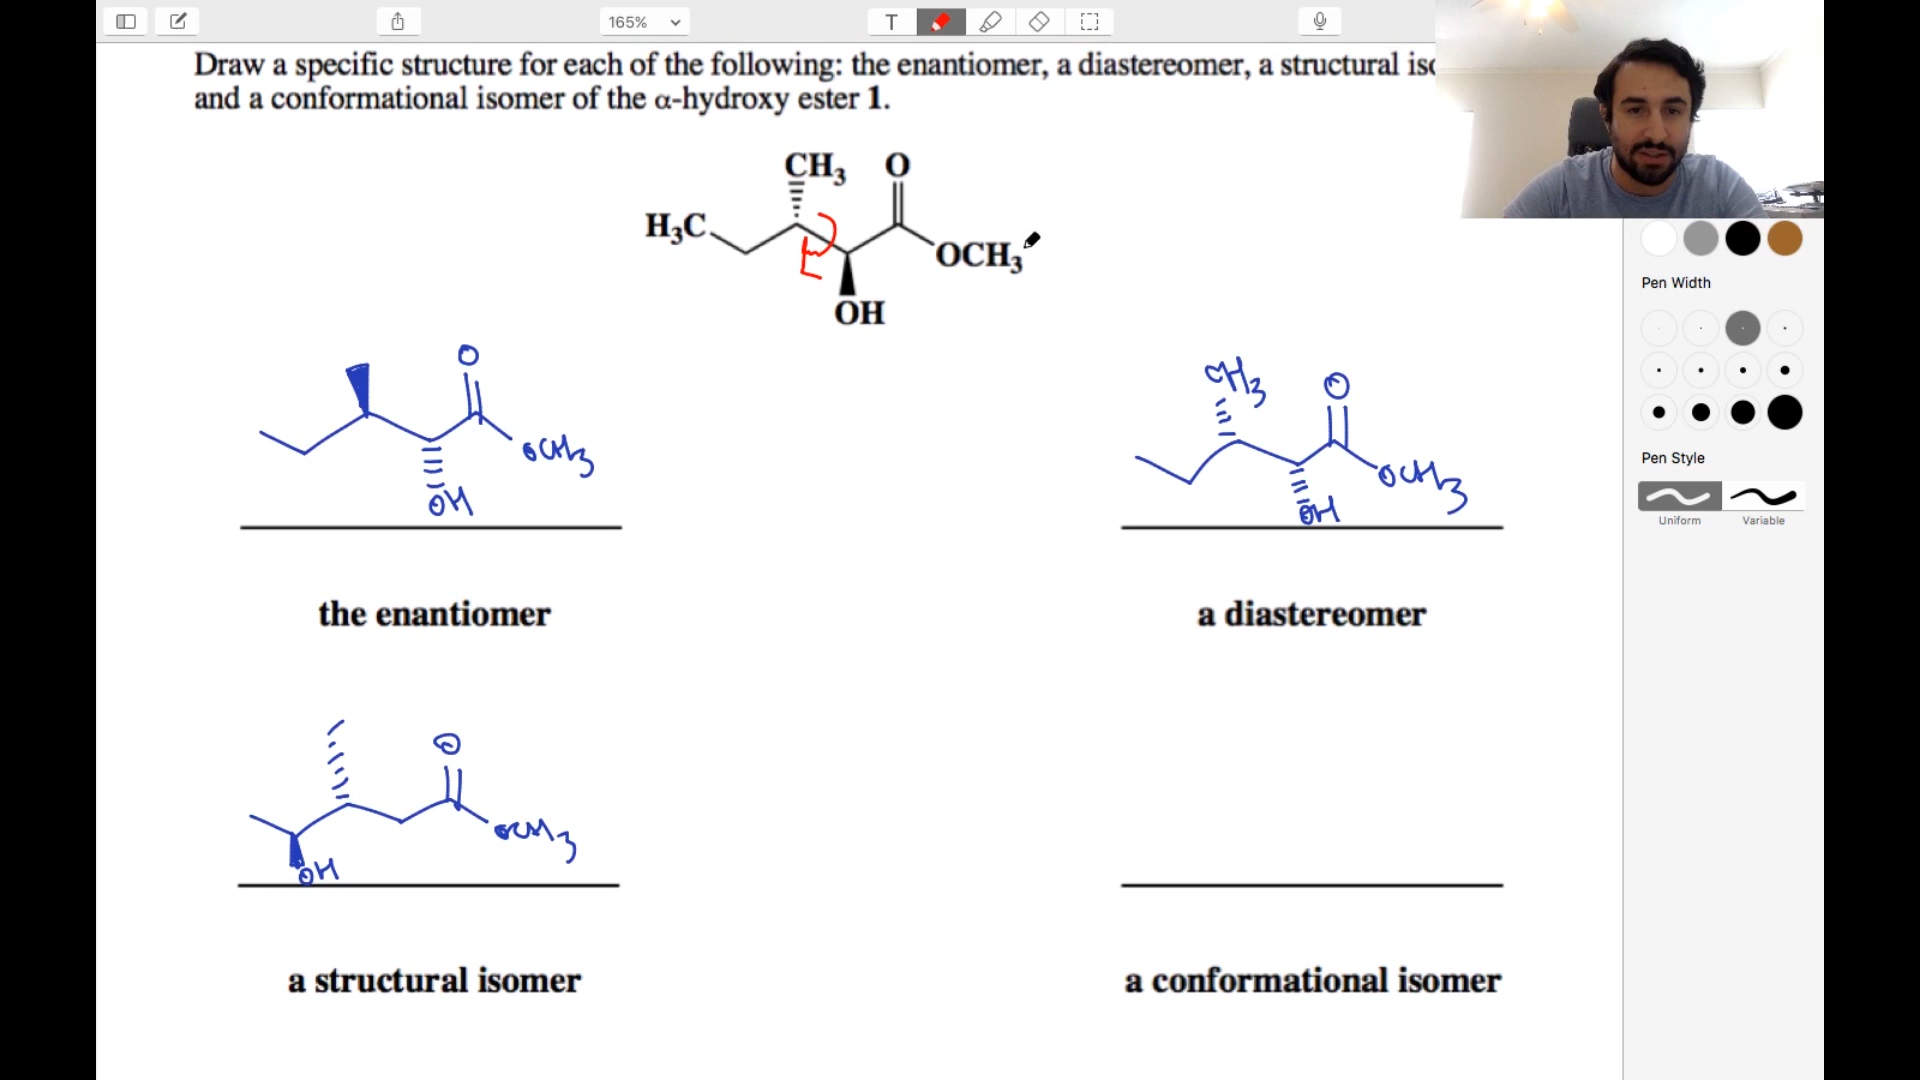 165%
T
Draw a specific structure for each of the following: the enantiomer, a diastereomer, a structural iso
and a conformational isomer of the α-hydroxy ester 1.
CH₃ O
H₃C
OCH₃
OH
Pen Width
Pen Style
Uniform Variable
O
OCH₃
OH
the enantiomer
CH₃
O
OCH₃
OH
a diastereomer
O
OCH₃
OH
a structural isomer
a conformational isomer